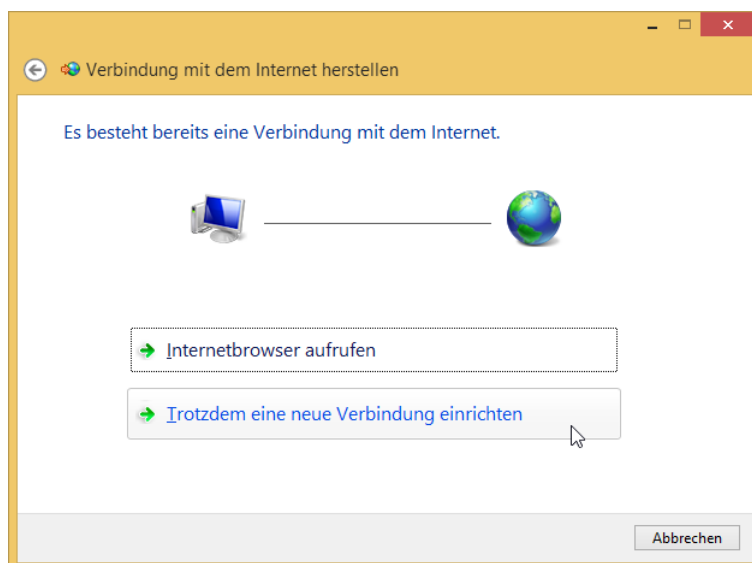 Verbindung mit dem Internet herstellen
Es besteht bereits eine Verbindung mit dem Internet.
Internetbrowser aufrufen
Trotzdem eine neue Verbindung einrichten
Abbrechen